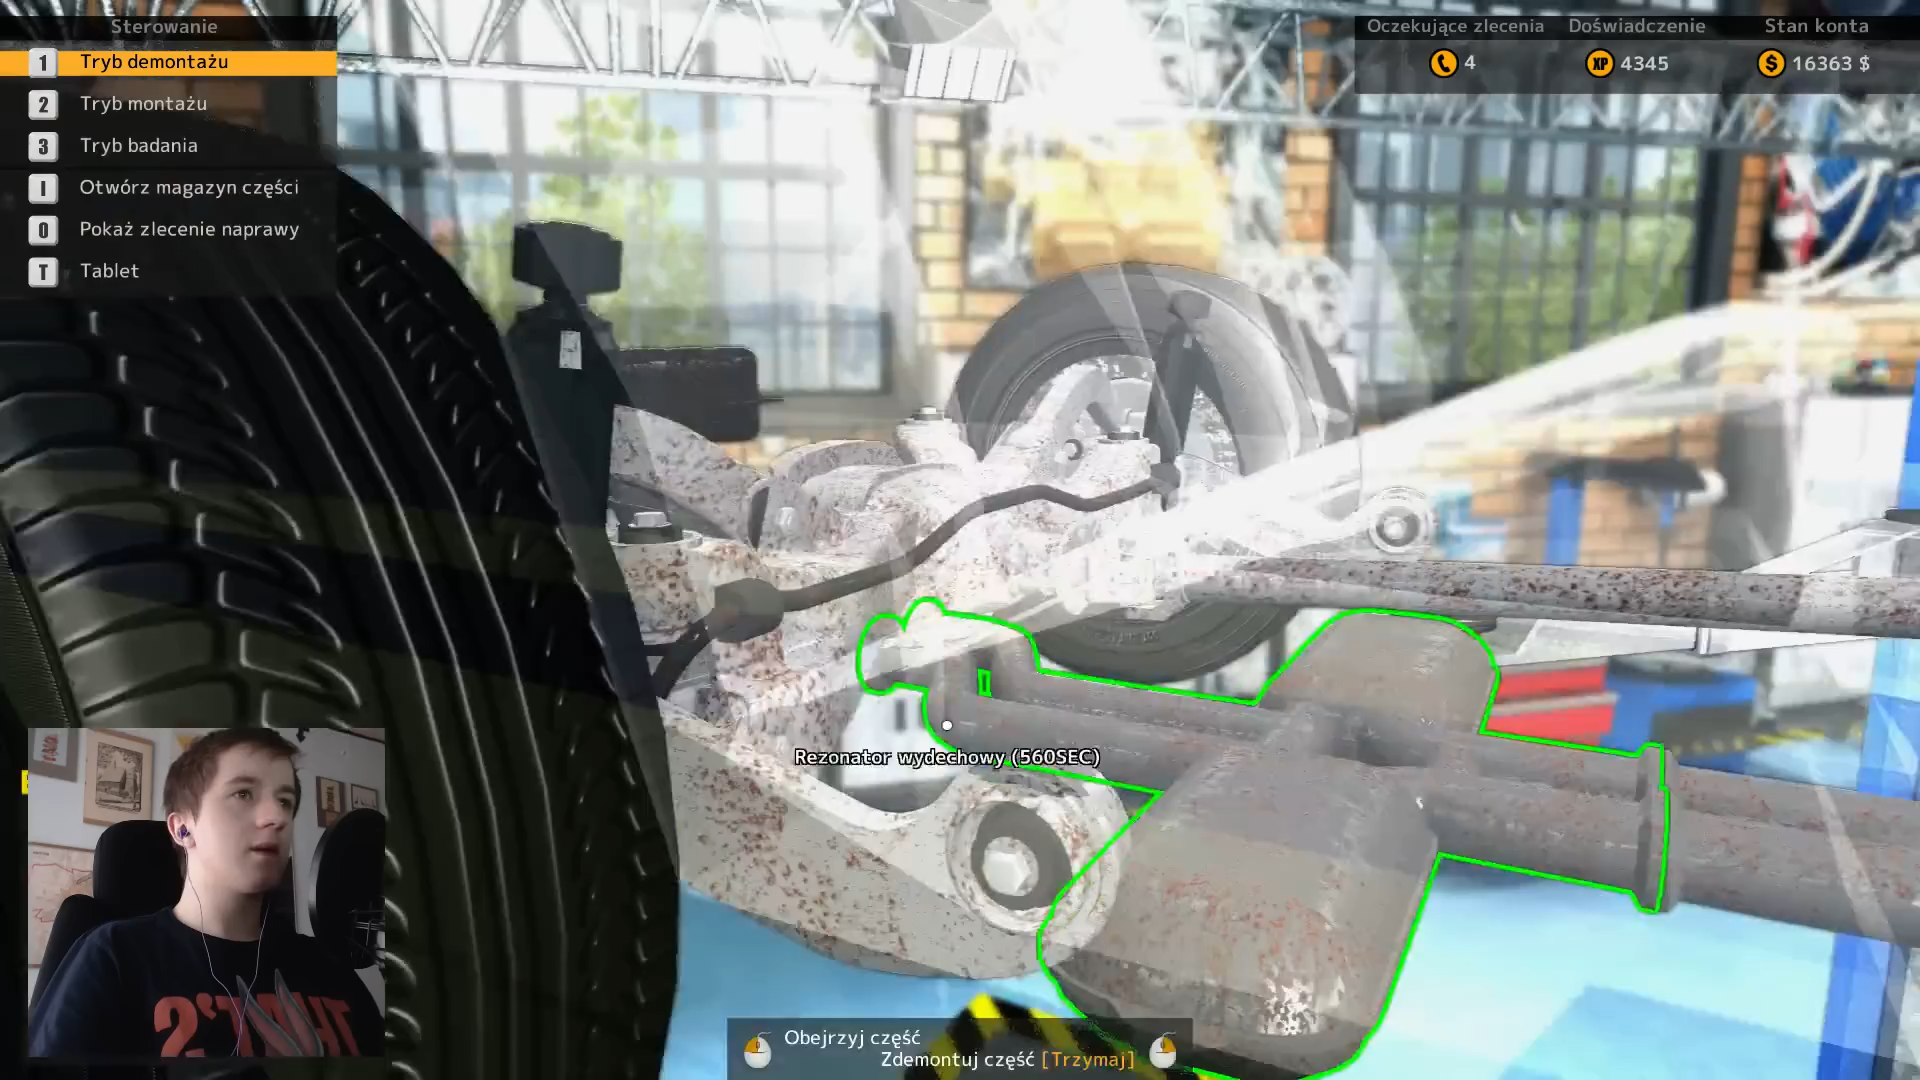 Sterowanie
1 Tryb demontażu
2 Tryb montażu
3 Tryb badania
I Otwórz magazyn części
O Pokaż zlecenie naprawy
T Tablet
Oczekujące zlecenia Doświadczenie Stan konta
4 XP 4345 $ 16363 $
Rezonator wydechowy (560SEC)
Obejrzyj część
Zdemontuj część [Trzymaj]
THAT'S